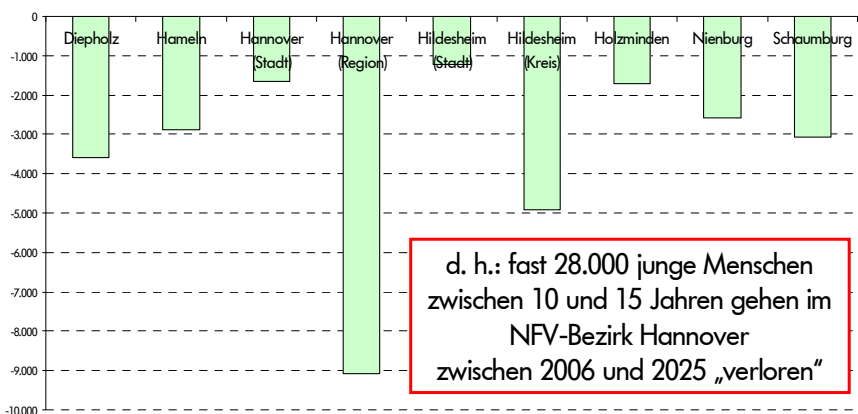 0
-1.000
-2.000
-3.000
-4.000
-5.000
-6.000
-7.000
-8.000
-9.000
-10.000
Diepholz Hameln Hannover Hannover Hildesheim Hildesheim Holzminden Nienburg Schaumburg
(Stadt) (Region) (Stadt) (Kreis)
d. h.: fast 28.000 junge Menschen
zwischen 10 und 15 Jahren gehen im
NFV-Bezirk Hannover
zwischen 2006 und 2025 „verloren“